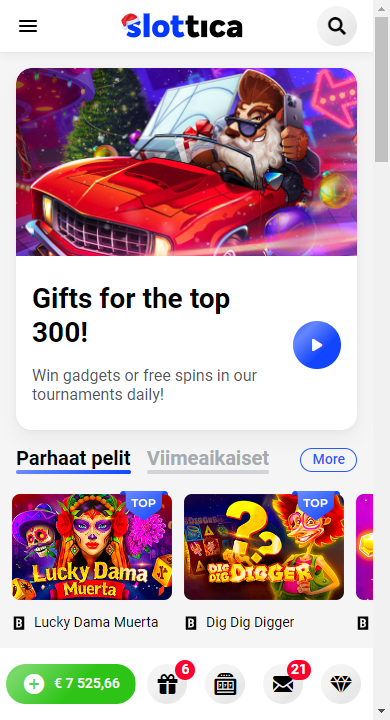 slottica
Gifts for the top
300!
Win gadgets or free spins in our
tournaments daily!
Parhaat pelit
Viimeaikaiset
More
TOP
TOP
Lucky Dama
Muerta
DIG
DIG DIGGER
Lucky Dama Muerta
Dig Dig Digger
€ 7 525,66
6
21